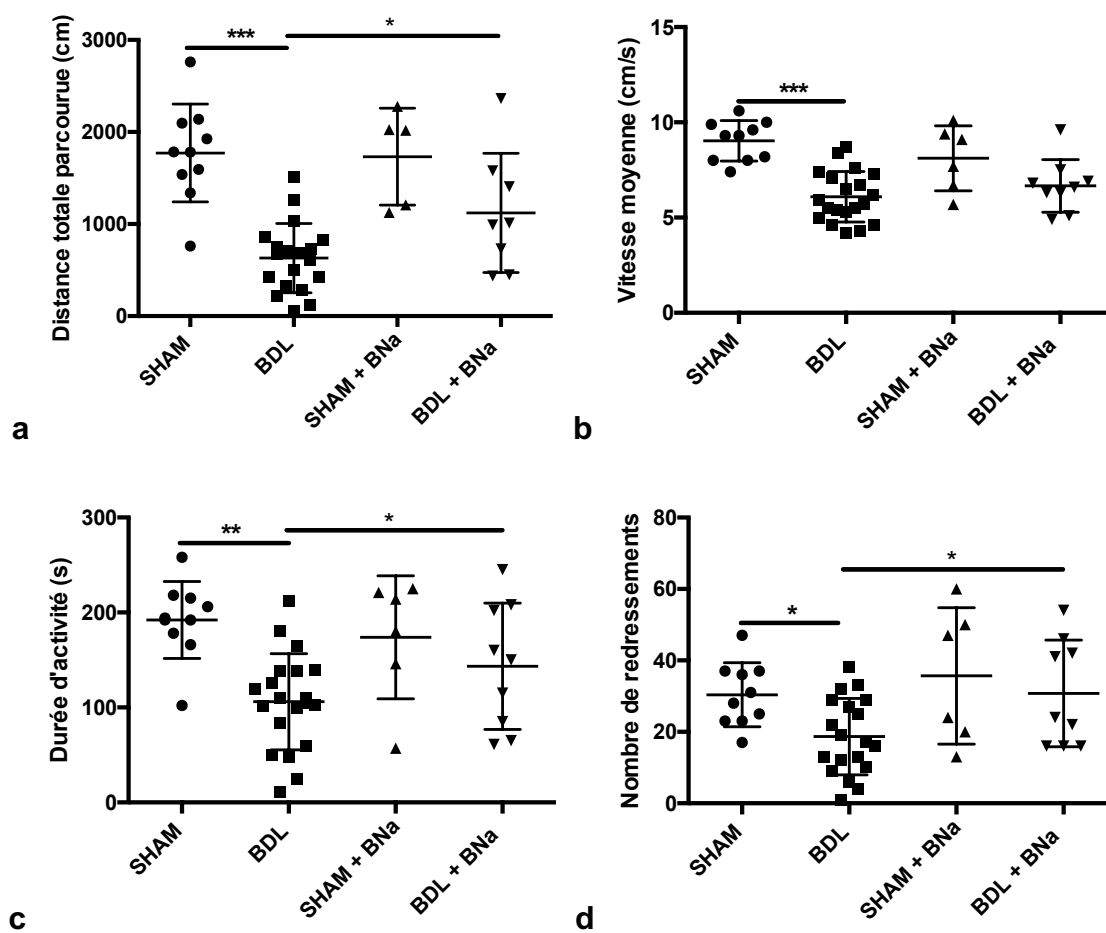 Distance totale parcourue (cm)
3000
2000
1000
0
***
*
SHAM
BDL
SHAM + BNa
BDL + BNa
a
Vitesse moyenne (cm/s)
15
10
5
0
***
SHAM
BDL
SHAM + BNa
BDL + BNa
b
Durée d'activité (s)
300
200
100
0
**
*
SHAM
BDL
SHAM + BNa
BDL + BNa
c
Nombre de redressements
80
60
40
20
0
*
*
SHAM
BDL
SHAM + BNa
BDL + BNa
d